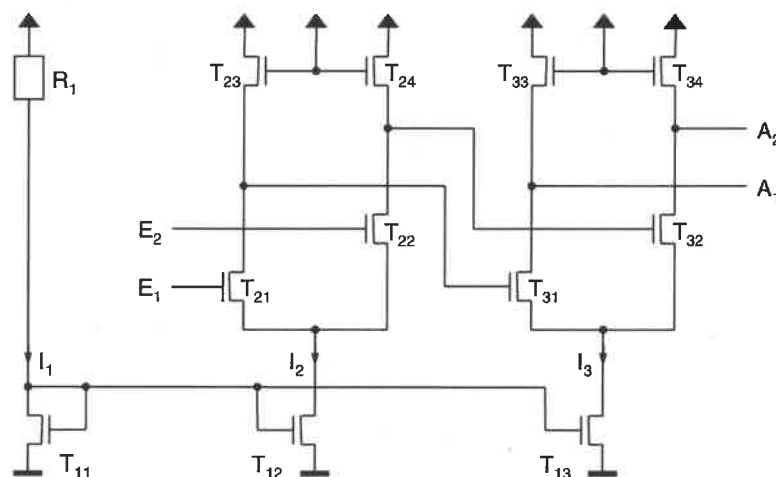 R₁
T₂₃
T₂₄
T₃₃
T₃₄
A₂
A₁
E₂
T₂₂
T₃₂
E₁
T₂₁
T₃₁
I₁
I₂
I₃
T₁₁
T₁₂
T₁₃